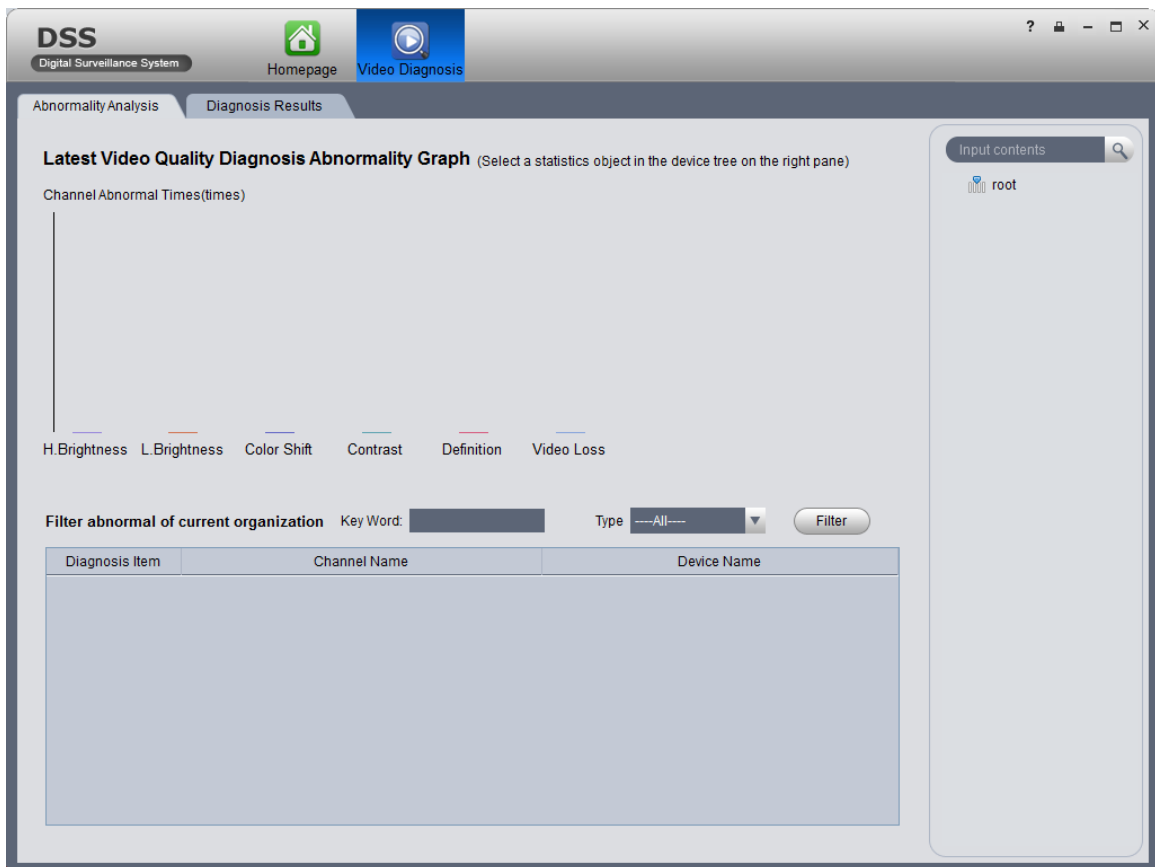 DSS
Digital Surveillance System
Homepage
Video Diagnosis
?
Abnormality Analysis
Diagnosis Results
Latest Video Quality Diagnosis Abnormality Graph (Select a statistics object in the device tree on the right pane)
Channel Abnormal Times(times)
H.Brightness L.Brightness Color Shift Contrast Definition Video Loss
Filter abnormal of current organization Key Word: Type ----All---- Filter
Diagnosis Item Channel Name Device Name
Input contents
root